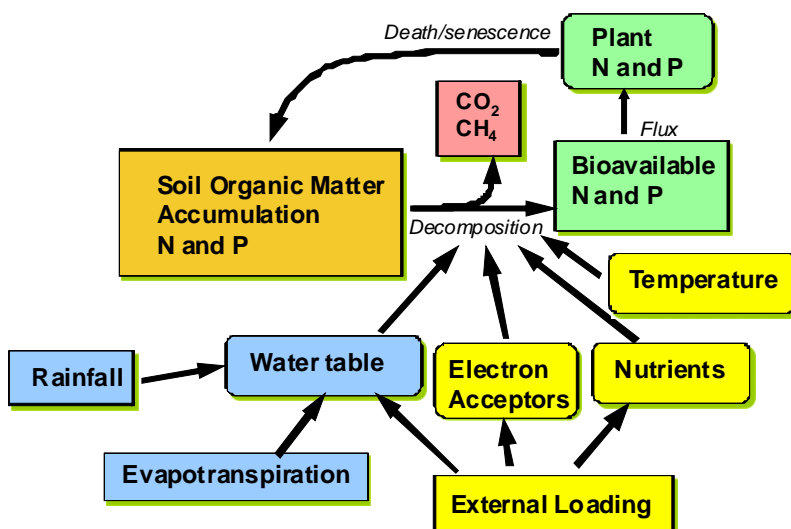 Death/senescence
Plant
N and P
CO₂
CH₄
Flux
Soil Organic Matter
Accumulation
N and P
Bioavailable
N and P
Decomposition
Temperature
Rainfall
Water table
Electron
Acceptors
Nutrients
Evapotranspiration
External Loading